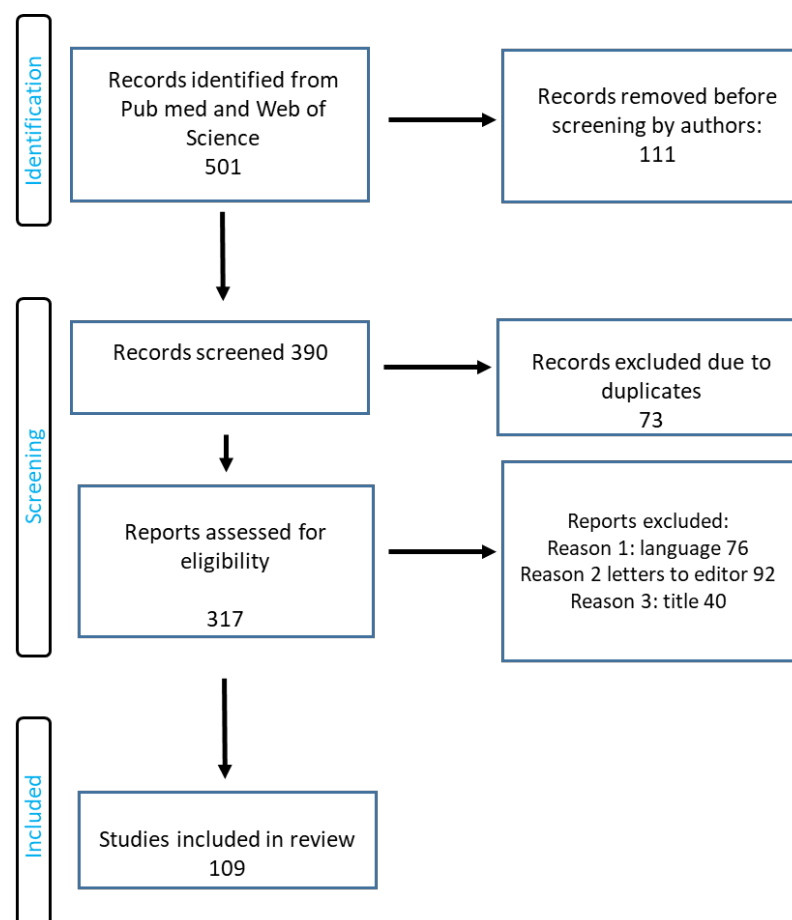 Identification
Records identified from
Pub med and Web of
Science
501
Records removed before
screening by authors:
111
Screening
Records screened 390
Records excluded due to
duplicates
73
Reports assessed for
eligibility
317
Reports excluded:
Reason 1: language 76
Reason 2 letters to editor 92
Reason 3: title 40
Included
Studies included in review
109